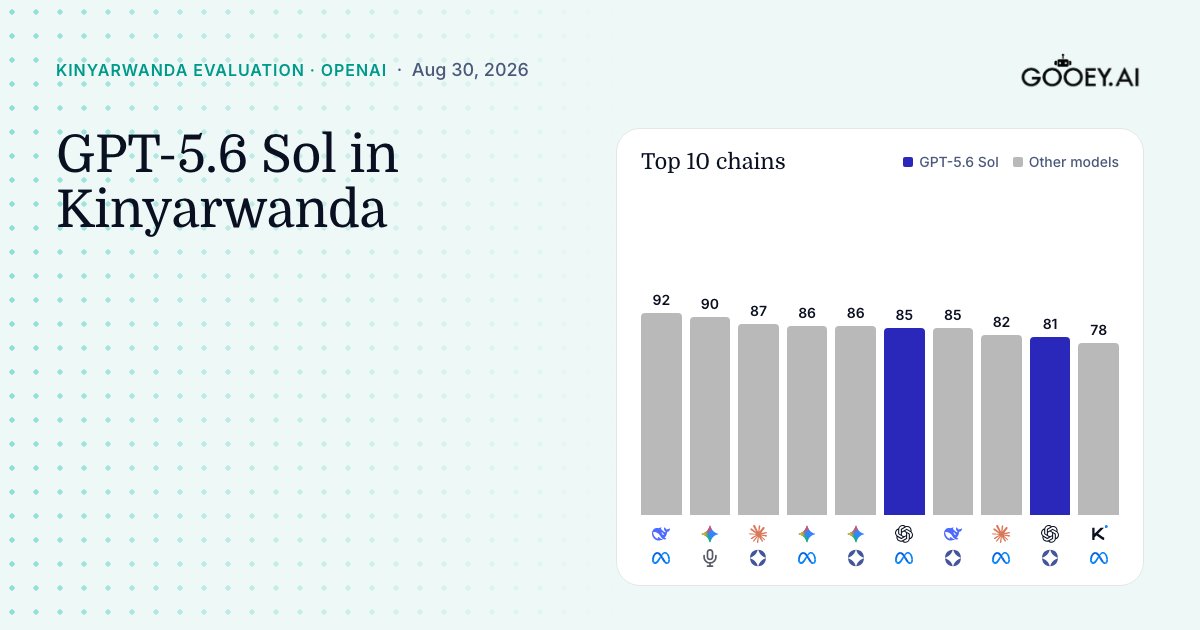 KINYARWANDA EVALUATION · OPENAI · Aug 30, 2026
GOOEY.AI
GPT-5.6 Sol in
Kinyarwanda
Top 10 chains
GPT-5.6 Sol
Other models
92
90
87
86
86
85
85
82
81
78